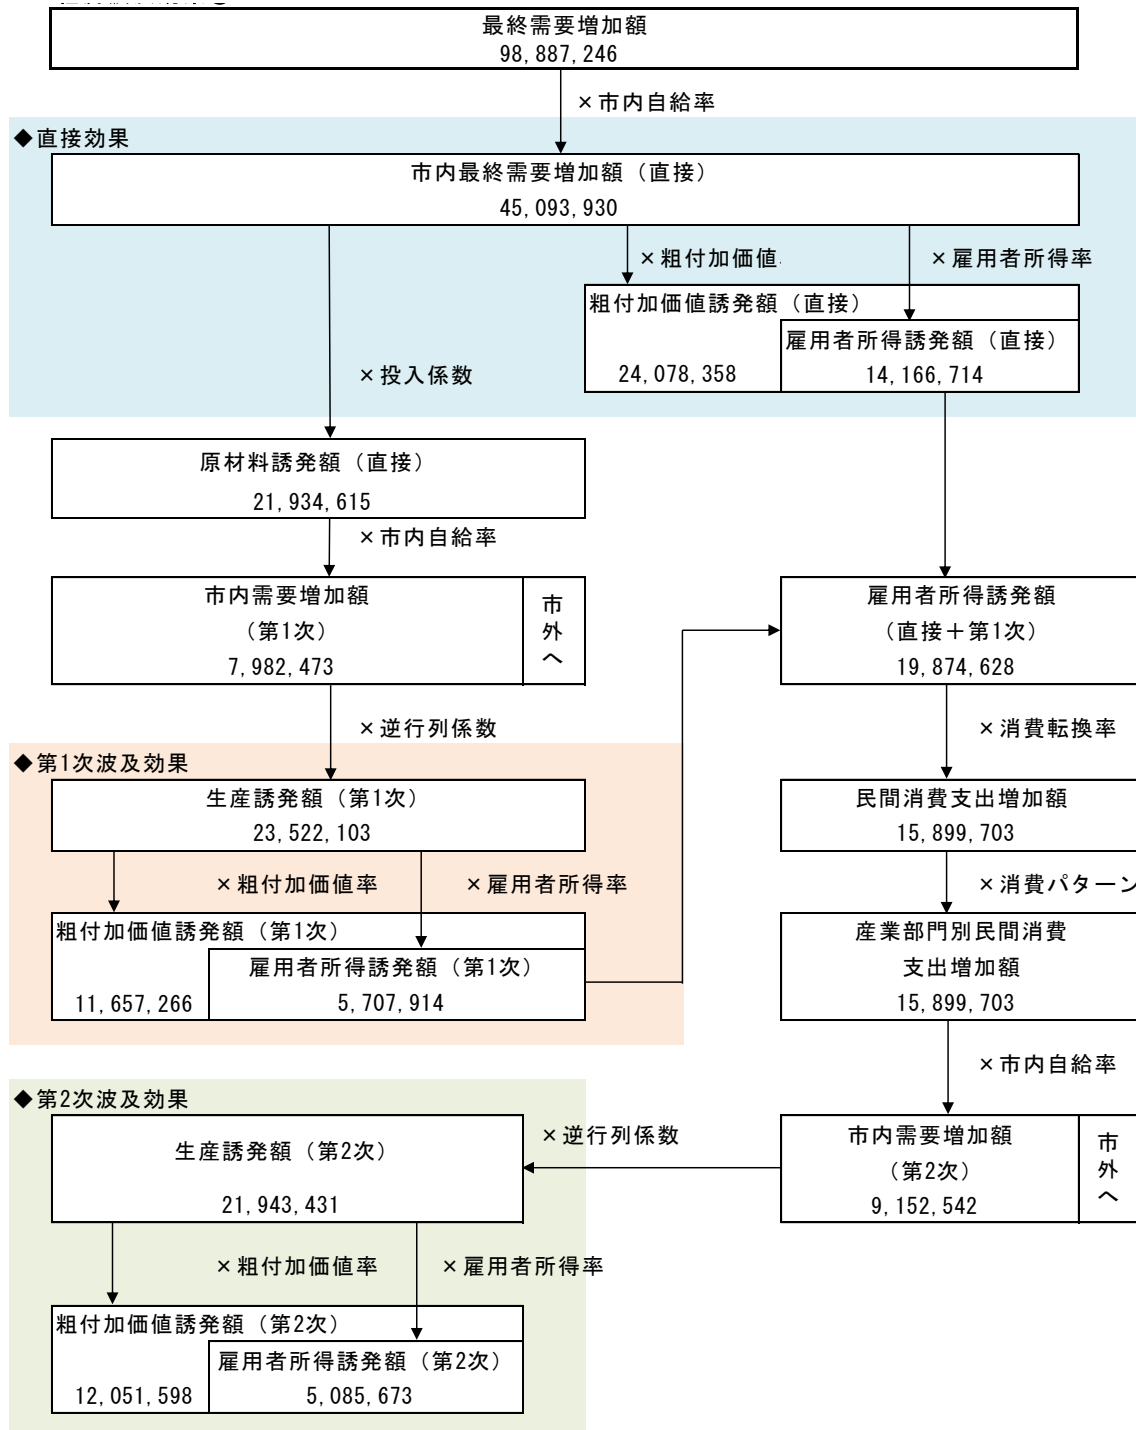 最終需要増加額
98,887,246
×市内自給率
◆直接効果
市内最終需要増加額（直接）
45,093,930
×粗付加価値
×雇用者所得率
粗付加価値誘発額（直接）
雇用者所得誘発額（直接）
24,078,358
14,166,714
×投入係数
原材料誘発額（直接）
21,934,615
×市内自給率
市内需要増加額
（第1次）
7,982,473
市外へ
雇用者所得誘発額
（直接＋第1次）
19,874,628
×逆行列係数
×消費転換率
◆第1次波及効果
生産誘発額（第1次）
23,522,103
民間消費支出増加額
15,899,703
×粗付加価値率
×雇用者所得率
×消費パターン
粗付加価値誘発額（第1次）
雇用者所得誘発額（第1次）
11,657,266
5,707,914
産業部門別民間消費
支出増加額
15,899,703
×市内自給率
◆第2次波及効果
生産誘発額（第2次）
21,943,431
×逆行列係数
市内需要増加額
（第2次）
9,152,542
市外へ
×粗付加価値率
×雇用者所得率
粗付加価値誘発額（第2次）
雇用者所得誘発額（第2次）
12,051,598
5,085,673